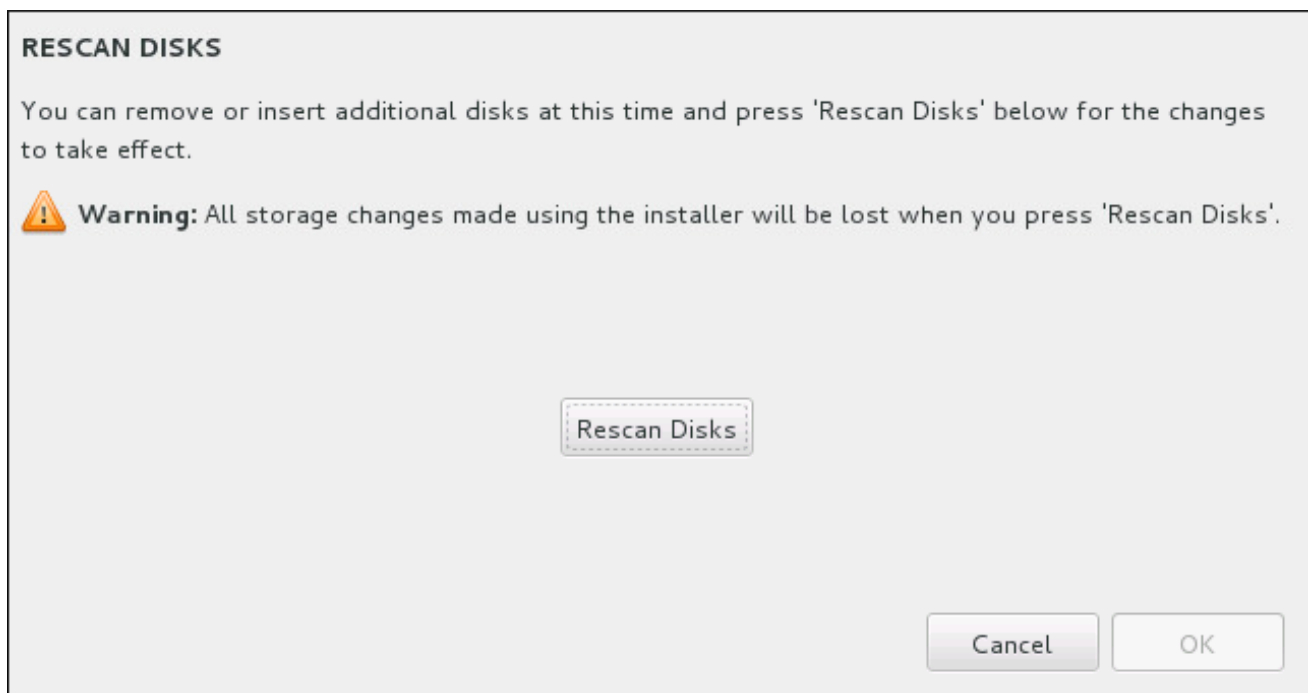 RESCAN DISKS
You can remove or insert additional disks at this time and press 'Rescan Disks' below for the changes
to take effect.
Warning: All storage changes made using the installer will be lost when you press 'Rescan Disks'.
Rescan Disks
Cancel
OK